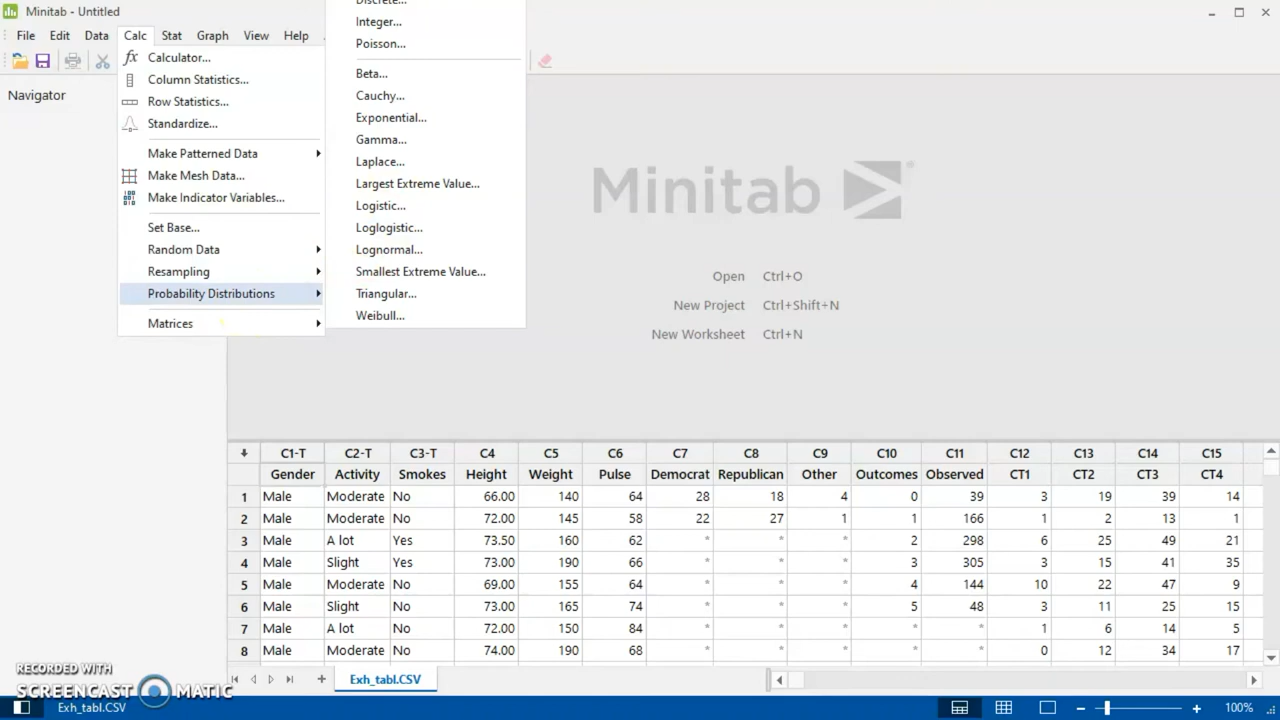 Minitab - Untitled
File Edit Data Calc Stat Graph View Help
Calculator...
Column Statistics...
Row Statistics...
Standardize...
Make Patterned Data
Make Mesh Data...
Make Indicator Variables...
Set Base...
Random Data
Resampling
Probability Distributions
Matrices
Discrete...
Integer...
Poisson...
Beta...
Cauchy...
Exponential...
Gamma...
Laplace...
Largest Extreme Value...
Logistic...
Loglogistic...
Lognormal...
Smallest Extreme Value...
Triangular...
Weibull...
Navigator
Minitab
Open Ctrl+O
New Project Ctrl+Shift+N
New Worksheet Ctrl+N
C1-T C2-T C3-T C4 C5 C6 C7 C8 C9 C10 C11 C12 C13 C14 C15
Gender Activity Smokes Height Weight Pulse Democrat Republican Other Outcomes Observed CT1 CT2 CT3 CT4
1 Male Moderate No 66.00 140 64 28 18 4 0 39 3 19 39 14
2 Male Moderate No 72.00 145 58 22 27 1 1 166 1 2 13 1
3 Male A lot Yes 73.50 160 62 * * * 2 298 6 25 49 21
4 Male Slight Yes 73.00 190 66 * * * 3 305 3 15 41 35
5 Male Moderate No 69.00 155 64 * * * 4 144 10 22 47 9
6 Male Slight No 73.00 165 74 * * * 5 48 3 11 25 15
7 Male A lot No 72.00 150 84 * * * * * 1 6 14 5
8 Male Moderate No 74.00 190 68 * * * * * 0 12 34 17
Exh_tabl.CSV
RECORDED WITH
SCREENCAST MATIC
Exh_tabl.CSV
100%